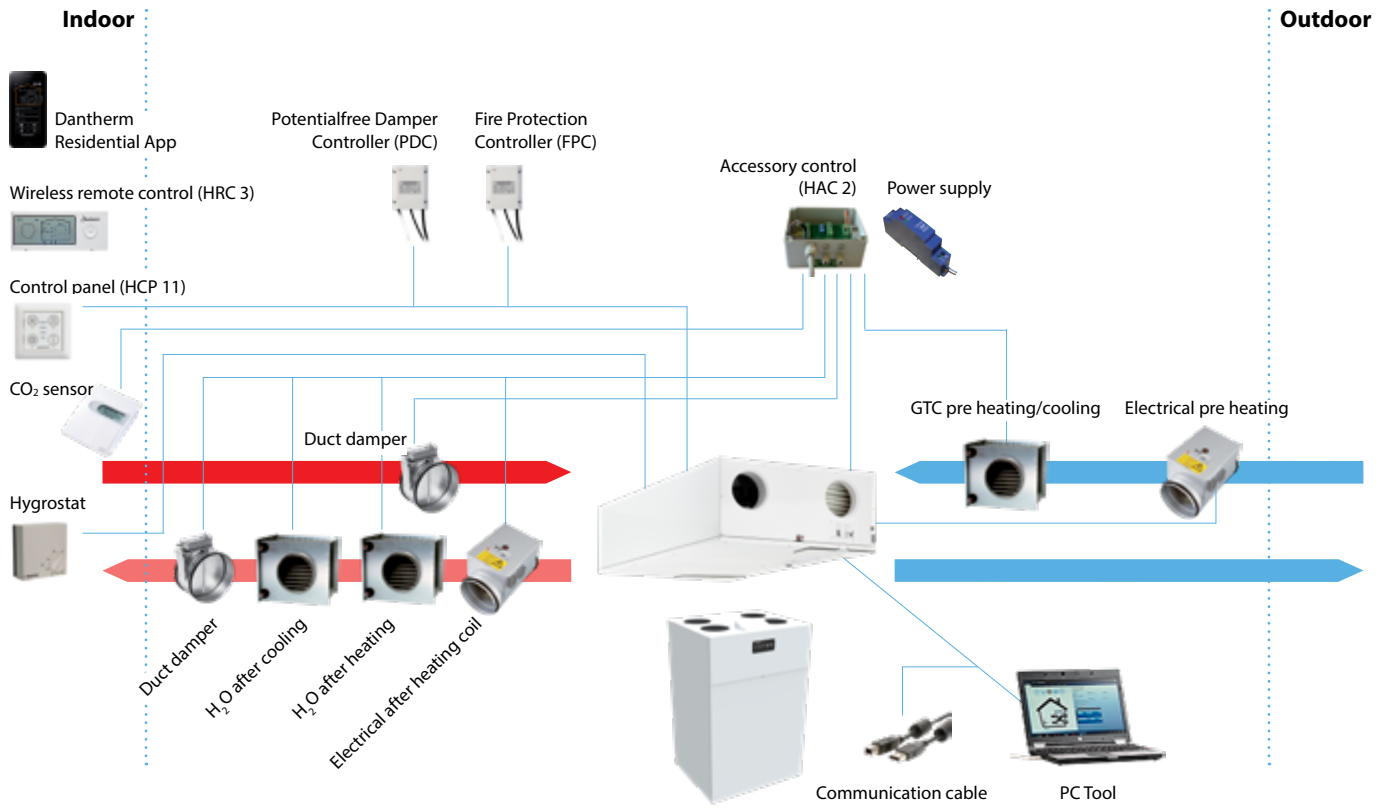 Indoor
Outdoor
Dantherm
Residential App
Potentialfree Damper
Controller (PDC)
Fire Protection
Controller (FPC)
Accessory control
(HAC 2)
Power supply
Wireless remote control (HRC 3)
Control panel (HCP 11)
CO₂ sensor
Duct damper
GTC pre heating/cooling
Electrical pre heating
Hygrostat
Duct damper
H₂O after cooling
H₂O after heating
Electrical after heating coil
Communication cable
PC Tool